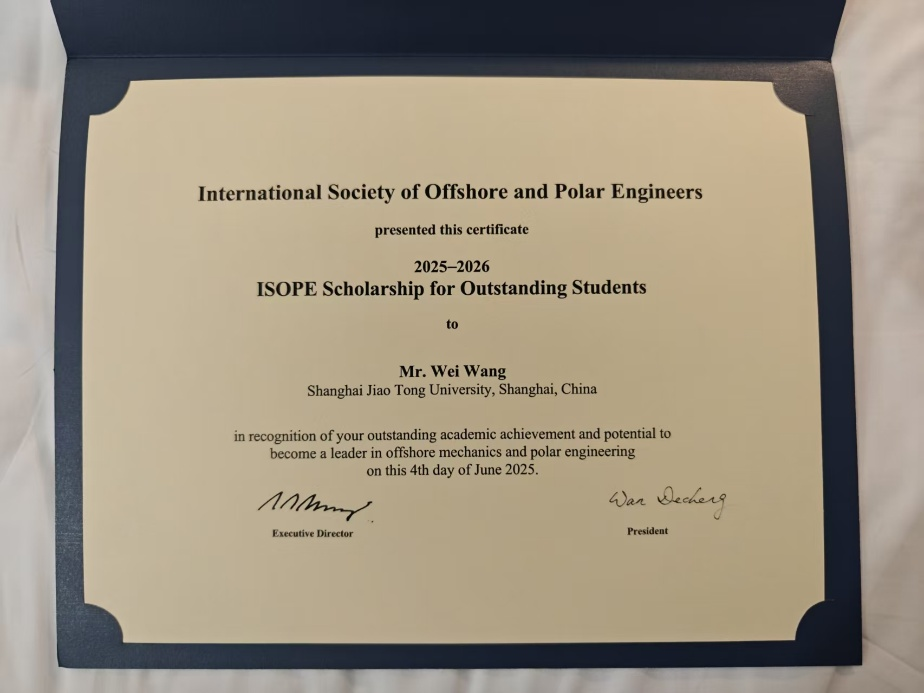 International Society of Offshore and Polar Engineers
presented this certificate
2025–2026
ISOPE Scholarship for Outstanding Students
to
Mr. Wei Wang
Shanghai Jiao Tong University, Shanghai, China
in recognition of your outstanding academic achievement and potential to
become a leader in offshore mechanics and polar engineering
on this 4th day of June 2025.
Wan Decheng
Executive Director
President